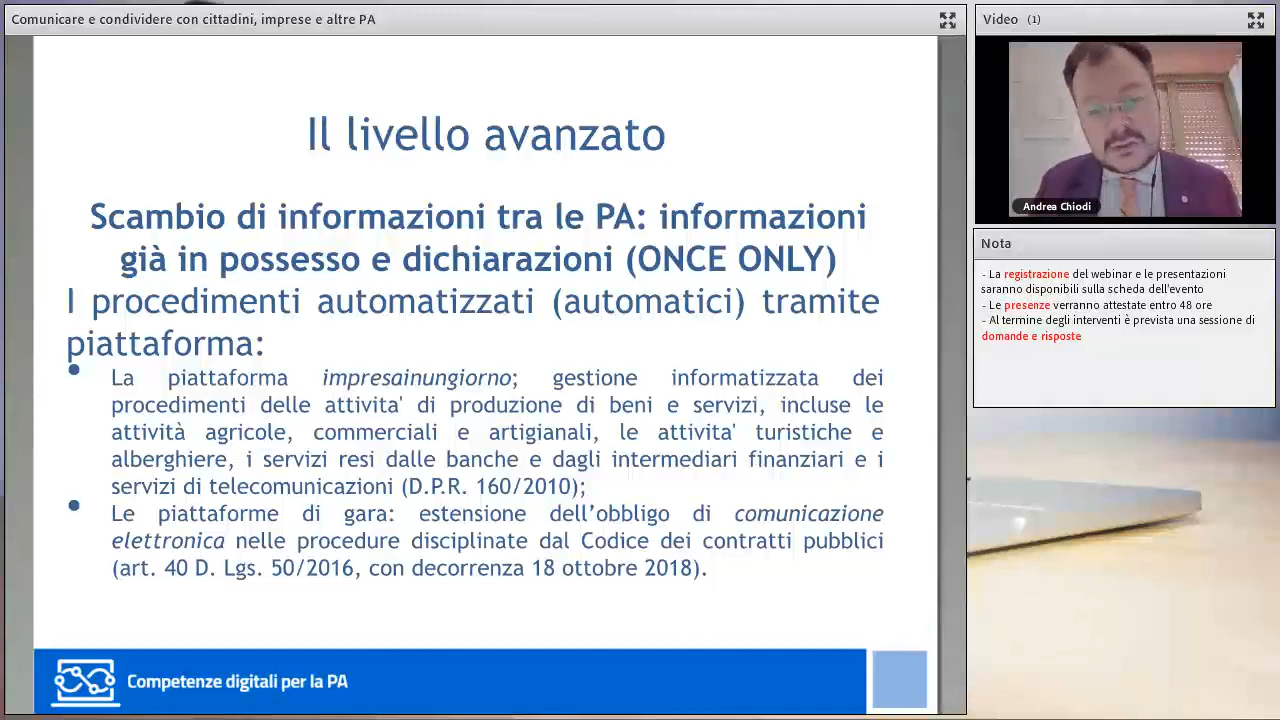 Comunicare e condividere con cittadini, imprese e altre PA
Il livello avanzato
Scambio di informazioni tra le PA: informazioni
già in possesso e dichiarazioni (ONCE ONLY)
I procedimenti automatizzati (automatici) tramite
piattaforma:
• La piattaforma impresainungiorno; gestione informatizzata dei
procedimenti delle attivita' di produzione di beni e servizi, incluse le
attività agricole, commerciali e artigianali, le attivita' turistiche e
alberghiere, i servizi resi dalle banche e dagli intermediari finanziari e i
servizi di telecomunicazioni (D.P.R. 160/2010);
• Le piattaforme di gara: estensione dell’obbligo di comunicazione
elettronica nelle procedure disciplinate dal Codice dei contratti pubblici
(art. 40 D. Lgs. 50/2016, con decorrenza 18 ottobre 2018).
Competenze digitali per la PA
Video (1)
Andrea Chiodi
Nota
- La registrazione del webinar e le presentazioni
saranno disponibili sulla scheda dell'evento
- Le presenze verranno attestate entro 48 ore
- Al termine degli interventi è prevista una sessione di
domande e risposte